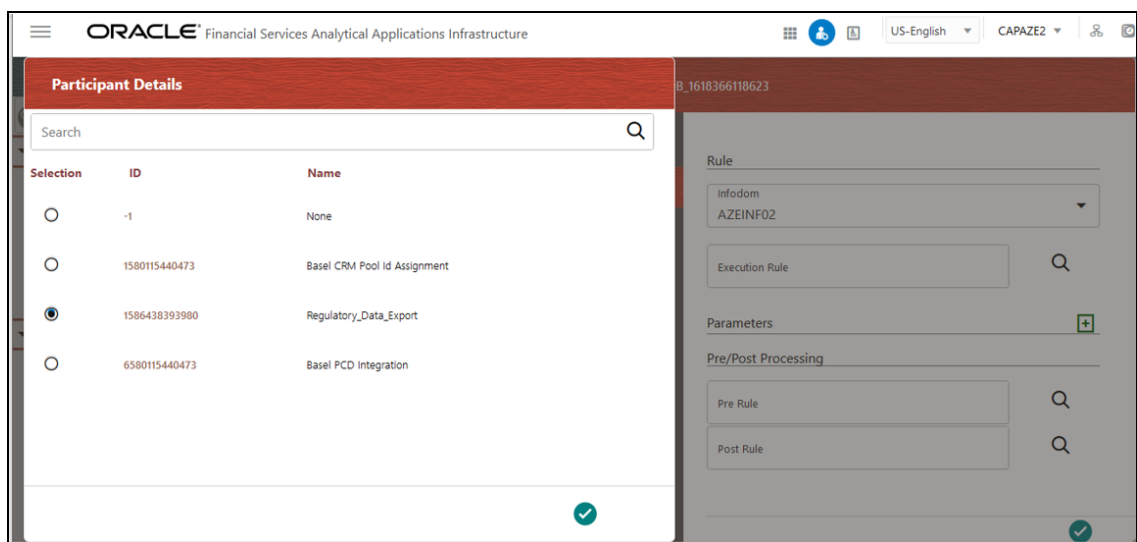 ORACLE® Financial Services Analytical Applications Infrastructure
US-English
CAPAZE2
Participant Details
B_1618366118623
Search
Selection ID Name
-1 None
1580115440473 Basel CRM Pool Id Assignment
1586438393980 Regulatory_Data_Export
6580115440473 Basel PCD Integration
Rule
Infodom
AZEINF02
Execution Rule
Parameters
Pre/Post Processing
Pre Rule
Post Rule